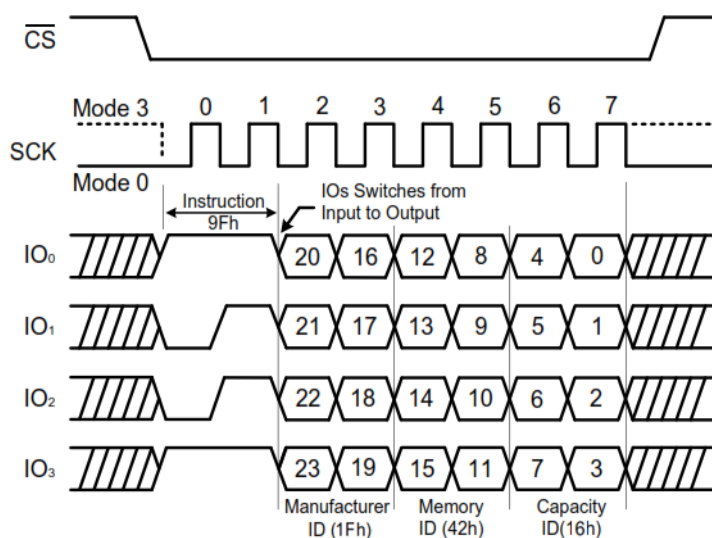 CS
Mode 3 0 1 2 3 4 5 6 7
SCK
Mode 0
Instruction
9Fh
IOs Switches from
Input to Output
IO0 20 16 12 8 4 0
IO1 21 17 13 9 5 1
IO2 22 18 14 10 6 2
IO3 23 19 15 11 7 3
Manufacturer
ID (1Fh)
Memory
ID (42h)
Capacity
ID(16h)